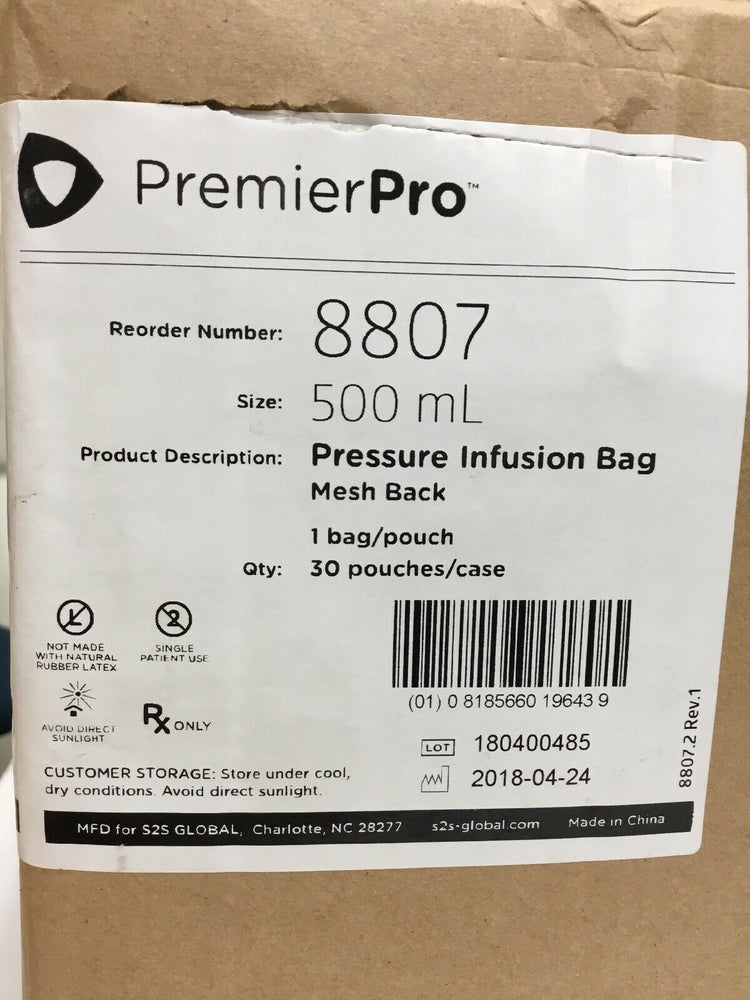 PremierPro™
Reorder Number: 8807
Size: 500 mL
Product Description: Pressure Infusion Bag
Mesh Back
1 bag/pouch
Qty: 30 pouches/case
2
NOT MADE
WITH NATURAL
RUBBER LATEX
SINGLE
PATIENT USE
AVOID DIRECT
SUNLIGHT
Rx ONLY
(01) 0 8185660 19643 9
LOT 180400485
2018-04-24
8807.2 Rev.1
CUSTOMER STORAGE: Store under cool,
dry conditions. Avoid direct sunlight.
MFD for S2S GLOBAL, Charlotte, NC 28277 s2s-global.com Made in China